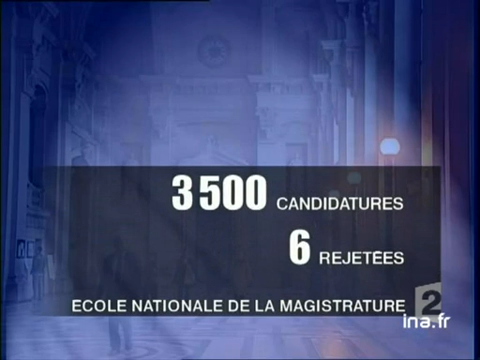 3 500 CANDIDATURES
6 REJETÉES
ECOLE NATIONALE DE LA MAGISTRATURE
2
ina.fr